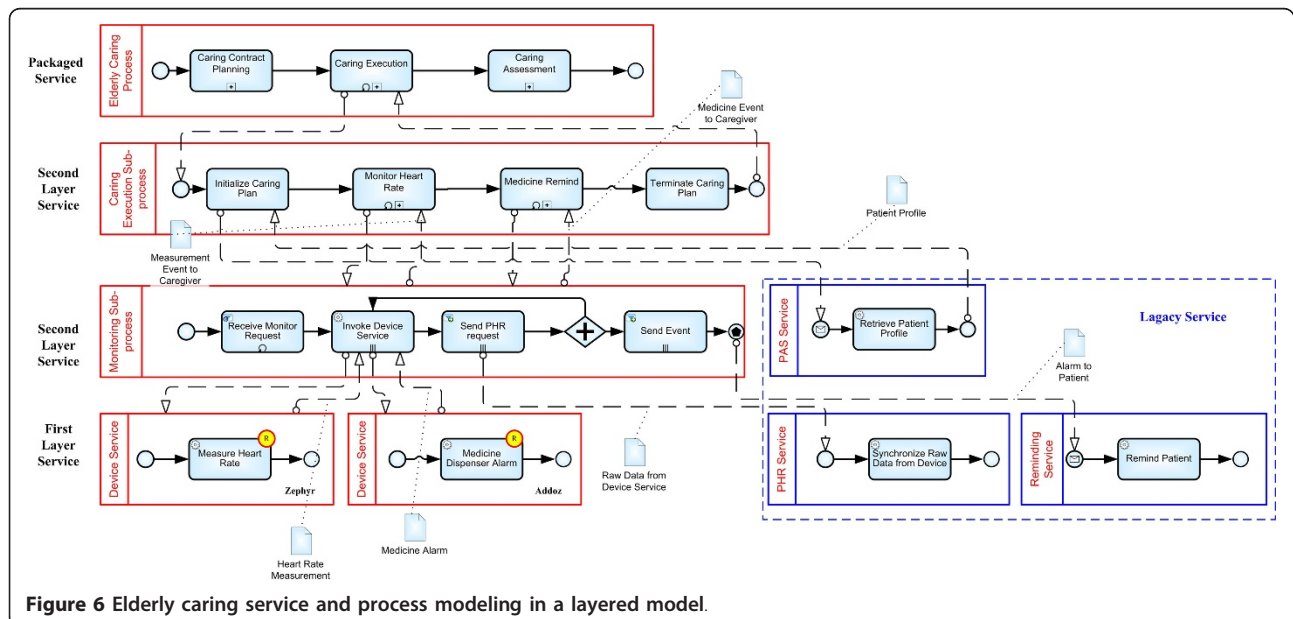 Packaged
Service
Elderly Caring
Process
Caring Contract
Planning
Caring Execution
Caring
Assessment
Medicine Event
to Caregiver
Second
Layer
Service
Caring
Execution Sub-
process
Initialize Caring
Plan
Monitor Heart
Rate
Medicine Remind
Terminate Caring
Plan
Patient Profile
Measurement
Event to
Caregiver
Second
Layer
Service
Monitoring Sub-
process
Receive Monitor
Request
Invoke Device
Service
Send PHR
request
Send Event
PAS Service
Retrieve Patient
Profile
Lagacy Service
Alarm to
Patient
First
Layer
Service
Device Service
Measure Heart
Rate
R
Zephyr
Device Service
Medicine
Dispenser Alarm
R
Addoz
Raw Data from
Device Service
PHR Service
Synchronize Raw
Data from Device
Reminding
Service
Remind Patient
Heart Rate
Measurement
Medicine Alarm
Figure 6 Elderly caring service and process modeling in a layered model.